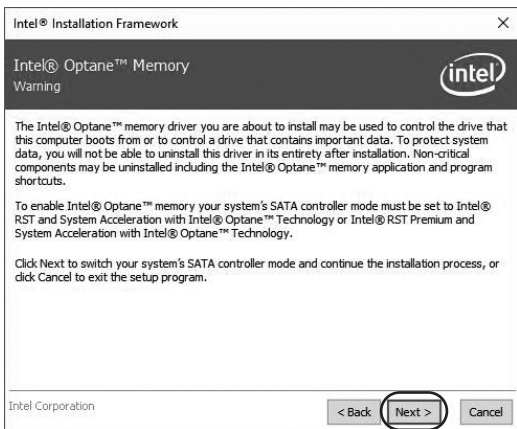 Intel® Installation Framework
Intel® Optane™ Memory
Warning
intel
The Intel® Optane™ memory driver you are about to install may be used to control the drive that
this computer boots from or to control a drive that contains important data. To protect system
data, you will not be able to uninstall this driver in its entirety after installation. Non-critical
components may be uninstalled including the Intel® Optane™ memory application and program
shortcuts.
To enable Intel® Optane™ memory your system's SATA controller mode must be set to Intel®
RST and System Acceleration with Intel® Optane™ Technology or Intel® RST Premium and
System Acceleration with Intel® Optane™ Technology.
Click Next to switch your system's SATA controller mode and continue the installation process, or
click Cancel to exit the setup program.
Intel Corporation
< Back Next > Cancel